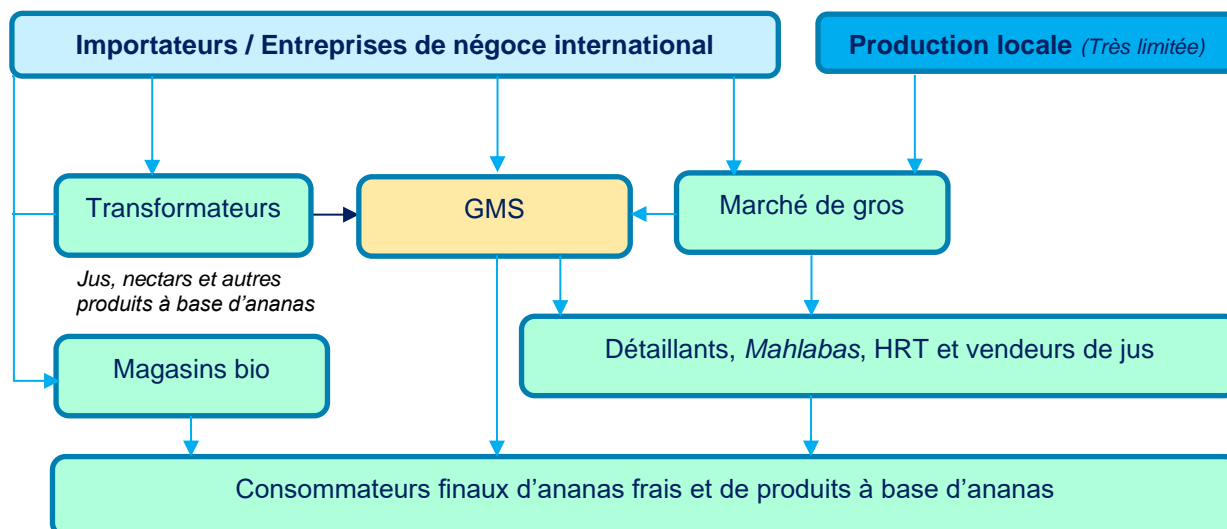 Importateurs / Entreprises de négoce international
Production locale (Très limitée)
Transformateurs
GMS
Marché de gros
Jus, nectars et autres
produits à base d’ananas
Détaillants, Mahlabas, HRT et vendeurs de jus
Magasins bio
Consommateurs finaux d’ananas frais et de produits à base d’ananas